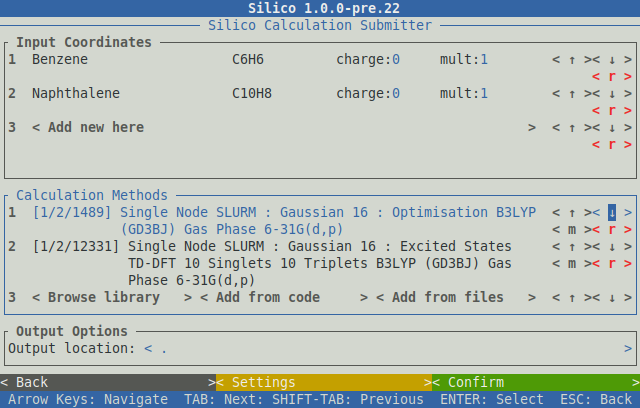 Silico 1.0.0-pre.22
Silico Calculation Submitter
Input Coordinates
1 Benzene C6H6 charge:0 mult:1 < ↑ >< ↓ >
< r >
2 Naphthalene C10H8 charge:0 mult:1 < ↑ >< ↓ >
< r >
3 < Add new here > < ↑ >< ↓ >
< r >
Calculation Methods
1 [1/2/1489] Single Node SLURM : Gaussian 16 : Optimisation B3LYP < ↑ >< ↓ >
(GD3BJ) Gas Phase 6-31G(d,p) < m >< r >
2 [1/2/12331] Single Node SLURM : Gaussian 16 : Excited States < ↑ >< ↓ >
TD-DFT 10 Singlets 10 Triplets B3LYP (GD3BJ) Gas < m >< r >
Phase 6-31G(d,p)
3 < Browse library >< Add from code >< Add from files > < ↑ >< ↓ >
Output Options
Output location: < . >
< Back >< Settings >< Confirm >
Arrow Keys: Navigate TAB: Next: SHIFT-TAB: Previous ENTER: Select ESC: Back